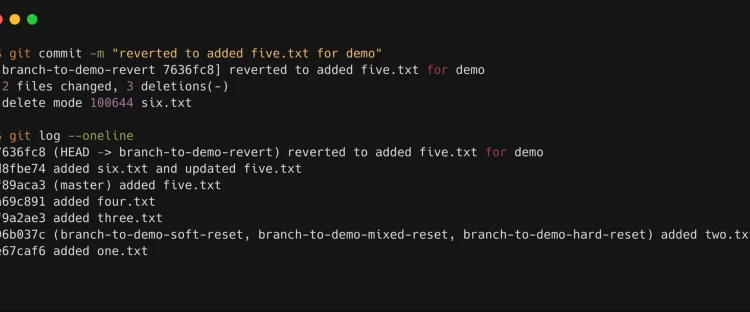 $ git commit -m "reverted to added five.txt for demo"
branch-to-demo-revert 7636fc8] reverted to added five.txt for demo
2 files changed, 3 deletions(-)
delete mode 100644 six.txt
$ git log --oneline
7636fc8 (HEAD -> branch-to-demo-revert) reverted to added five.txt for demo
d8fbe74 added six.txt and updated five.txt
f89aca3 (master) added five.txt
a69c891 added four.txt
f9a2ae3 added three.txt
96b037c (branch-to-demo-soft-reset, branch-to-demo-mixed-reset, branch-to-demo-hard-reset) added two.tx
e67caf6 added one.txt